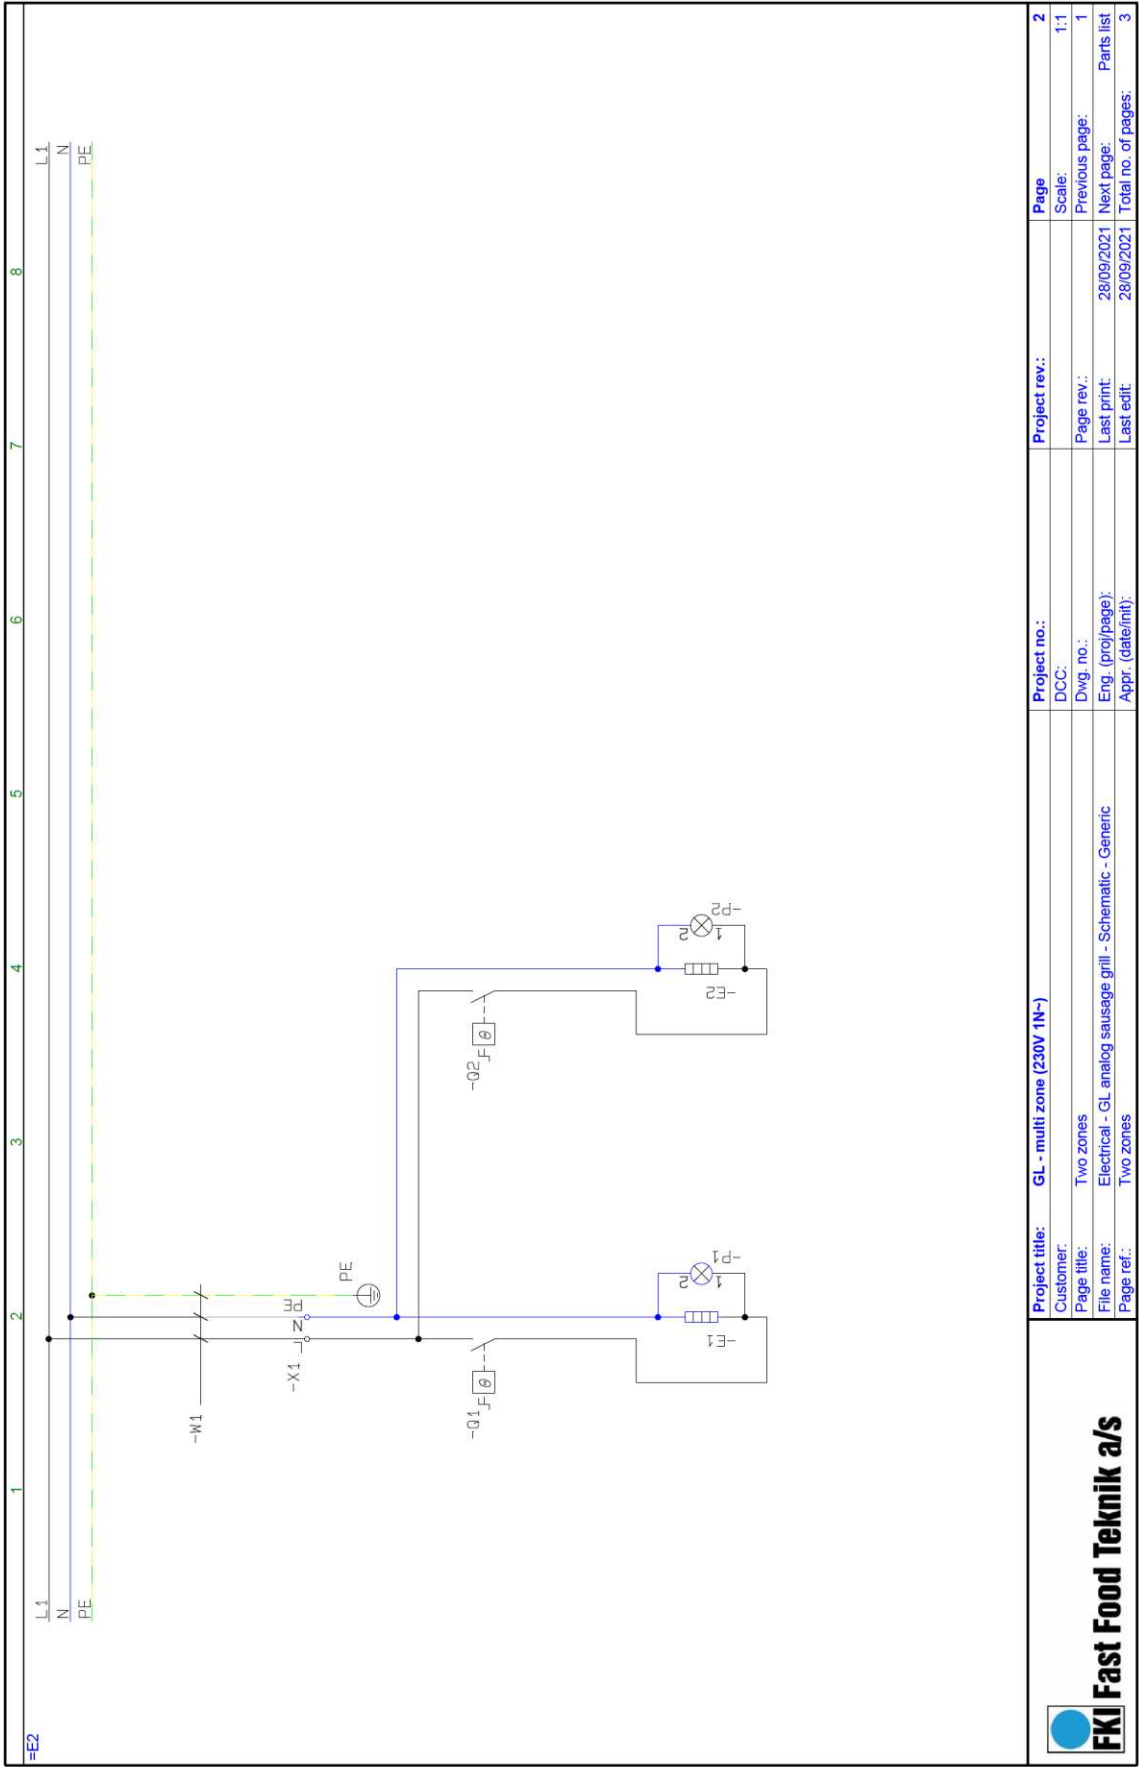 =E2
1 2 3 4 5 6 7 8
L1 L1
N N
PE PE
-W1
-X1 L N PE
PE
-Q1 -Q2
-E1 1 2 -P1
-E2 1 2 -P2
FKI Fast Food Teknik a/s
Project title: GL - multi zone (230V 1N~) Project no.: Project rev.: Page 2
Customer: DCC: Scale: 1:1
Page title: Two zones Dwg. no.: Page rev.: Previous page: 1
File name: Electrical - GL analog sausage grill - Schematic - Generic Eng. (proj/page): Last print: 28/09/2021 Next page: Parts list
Page ref.: Two zones Appr. (date/init): Last edit: 28/09/2021 Total no. of pages: 3